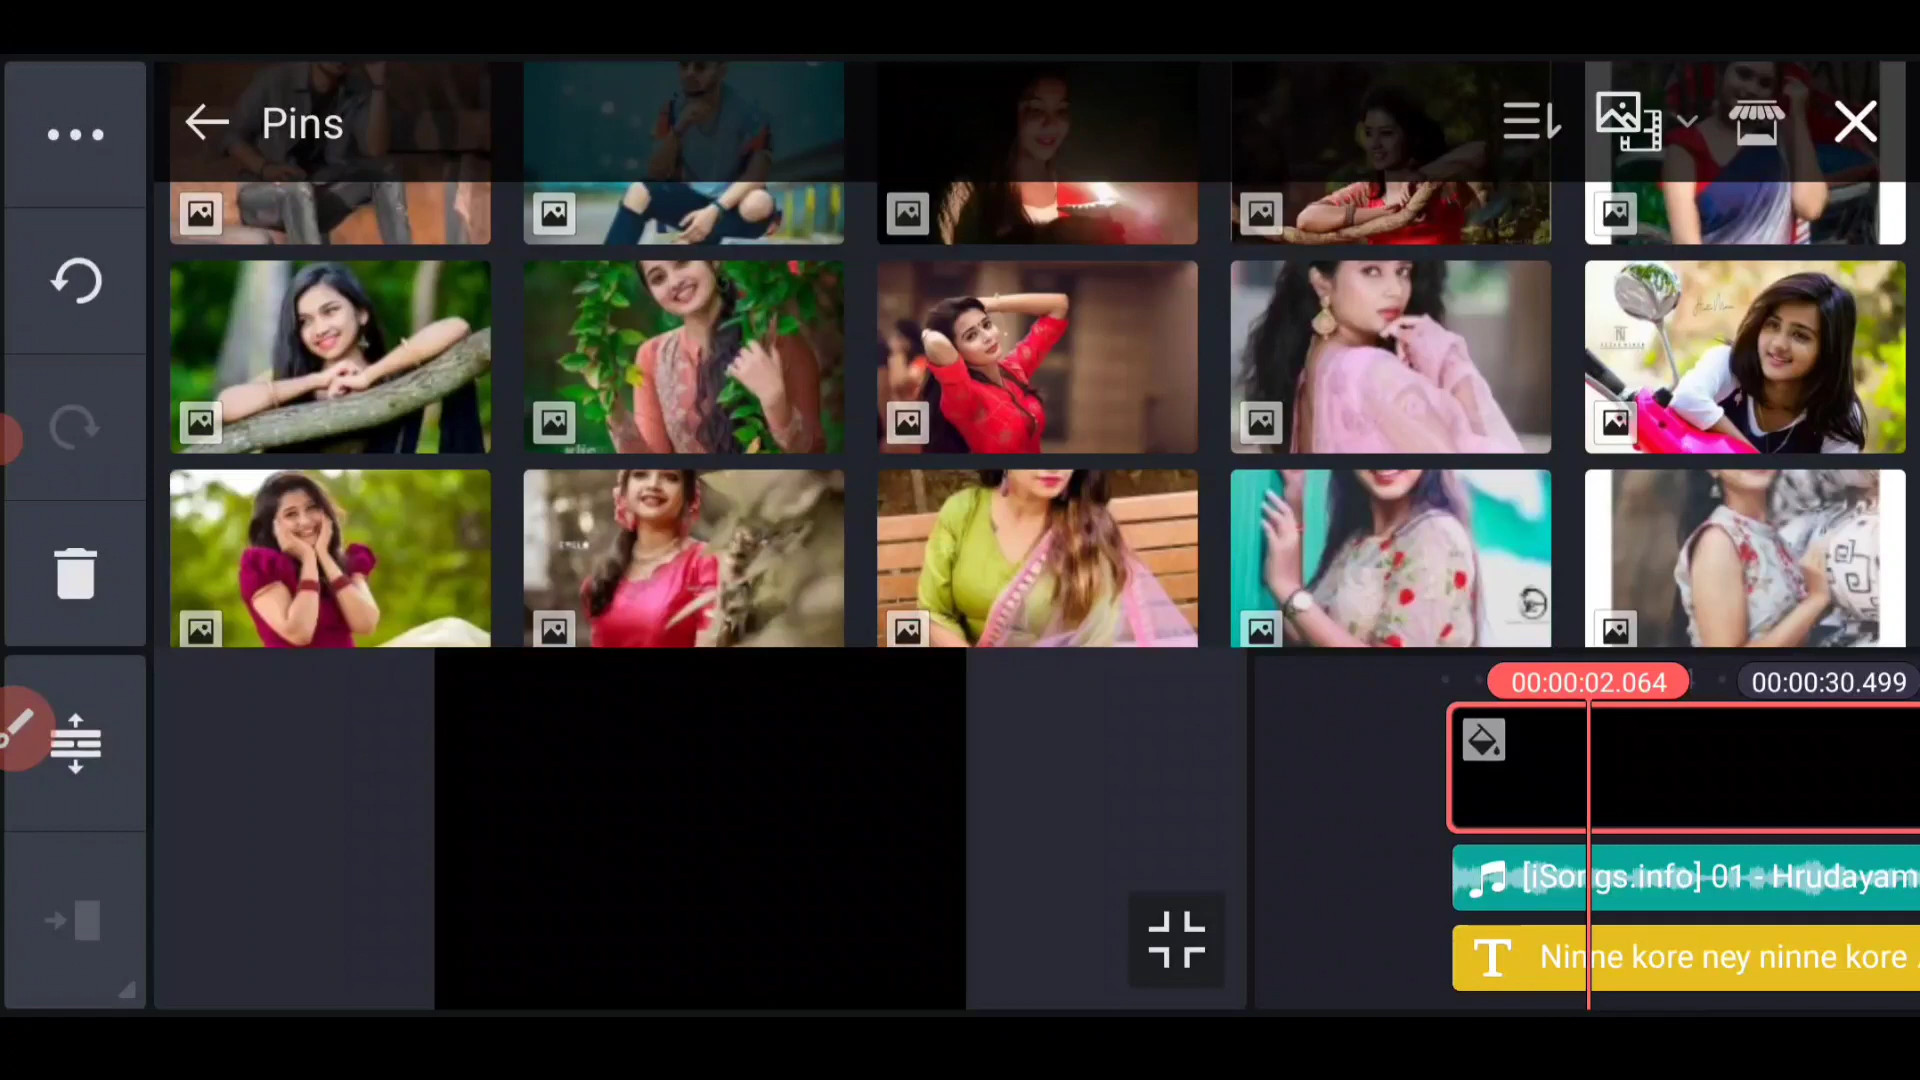 Pins
00:00:02.064
00:00:30.499
[iSongs.info] 01 - Hrudayam
Ninne kore ney ninne kore